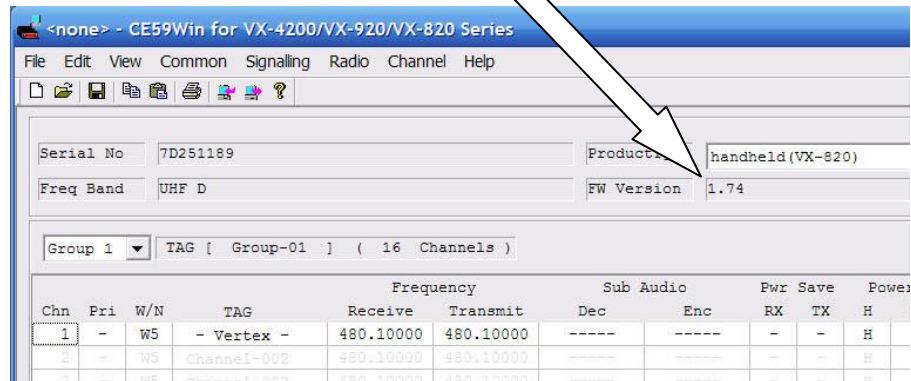 <none> - CE59Win for VX-4200/VX-920/VX-820 Series
File Edit View Common Signalling Radio Channel Help
Serial No 7D251189 handheld(VX-820)
Freq Band UHF D FW Version 1.74
Group 1 TAG [ Group-01 ] ( 16 Channels )
Frequency Sub Audio Pwr Save Power
Chn Pri W/N TAG Receive Transmit Dec Enc RX TX H
1 - W5 - Vertex - 480.10000 480.10000 ----- ----- - - H
2 - W5 Channel-002 480.10000 480.10000 ----- ----- - - H